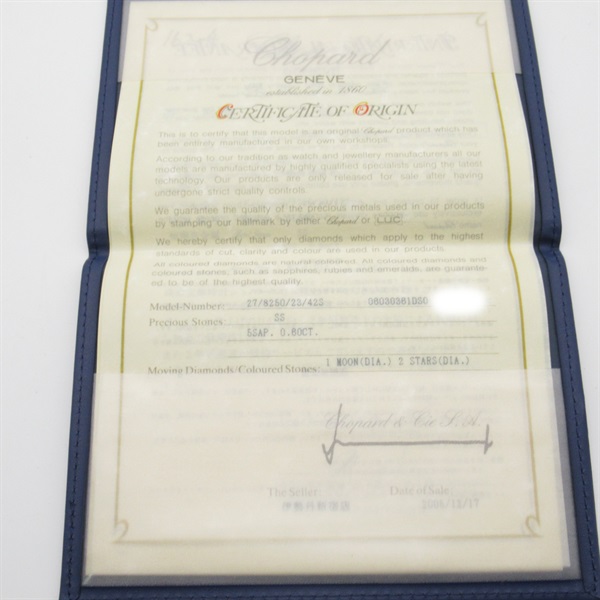 Chopard
GENEVE
established in 1860
CERTIFICATE OF ORIGIN
This is to certify that this model is an original Chopard product, which has
been entirely manufactured in our own workshops.
According to our tradition as watch and jewellery manufacturers all our
models are manufactured by highly qualified specialists using the latest
technology. Our products are only released for sale after having
undergone strict quality controls.
We guarantee the quality of the precious metals used in our products
by stamping our hallmark by either Chopard or LUC
We hereby certify that only diamonds which apply to the highest
standards of cut, clarity and colour are used in our products.
All coloured diamonds are natural coloured. All coloured diamonds and
coloured stones, such as sapphires, rubies and emeralds, are guaran-
ed to be of the highest quality.
Model-Number: 27/8250/23/42S
Precious Stones: SS
5SAP. 0.60CT.
Moving Diamonds/Coloured Stones: 1 MOON(DIA.) 2 STARS(DIA.)
Chopard & Cie S.A.
The Seller Date of Sale